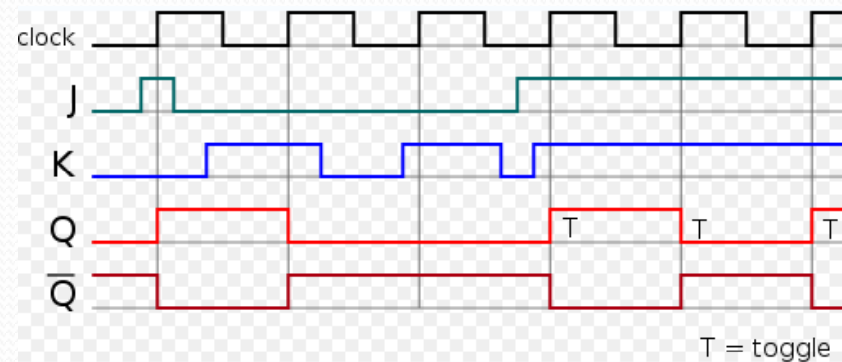 clock
J
K
Q T T T
Q̅
T = toggle